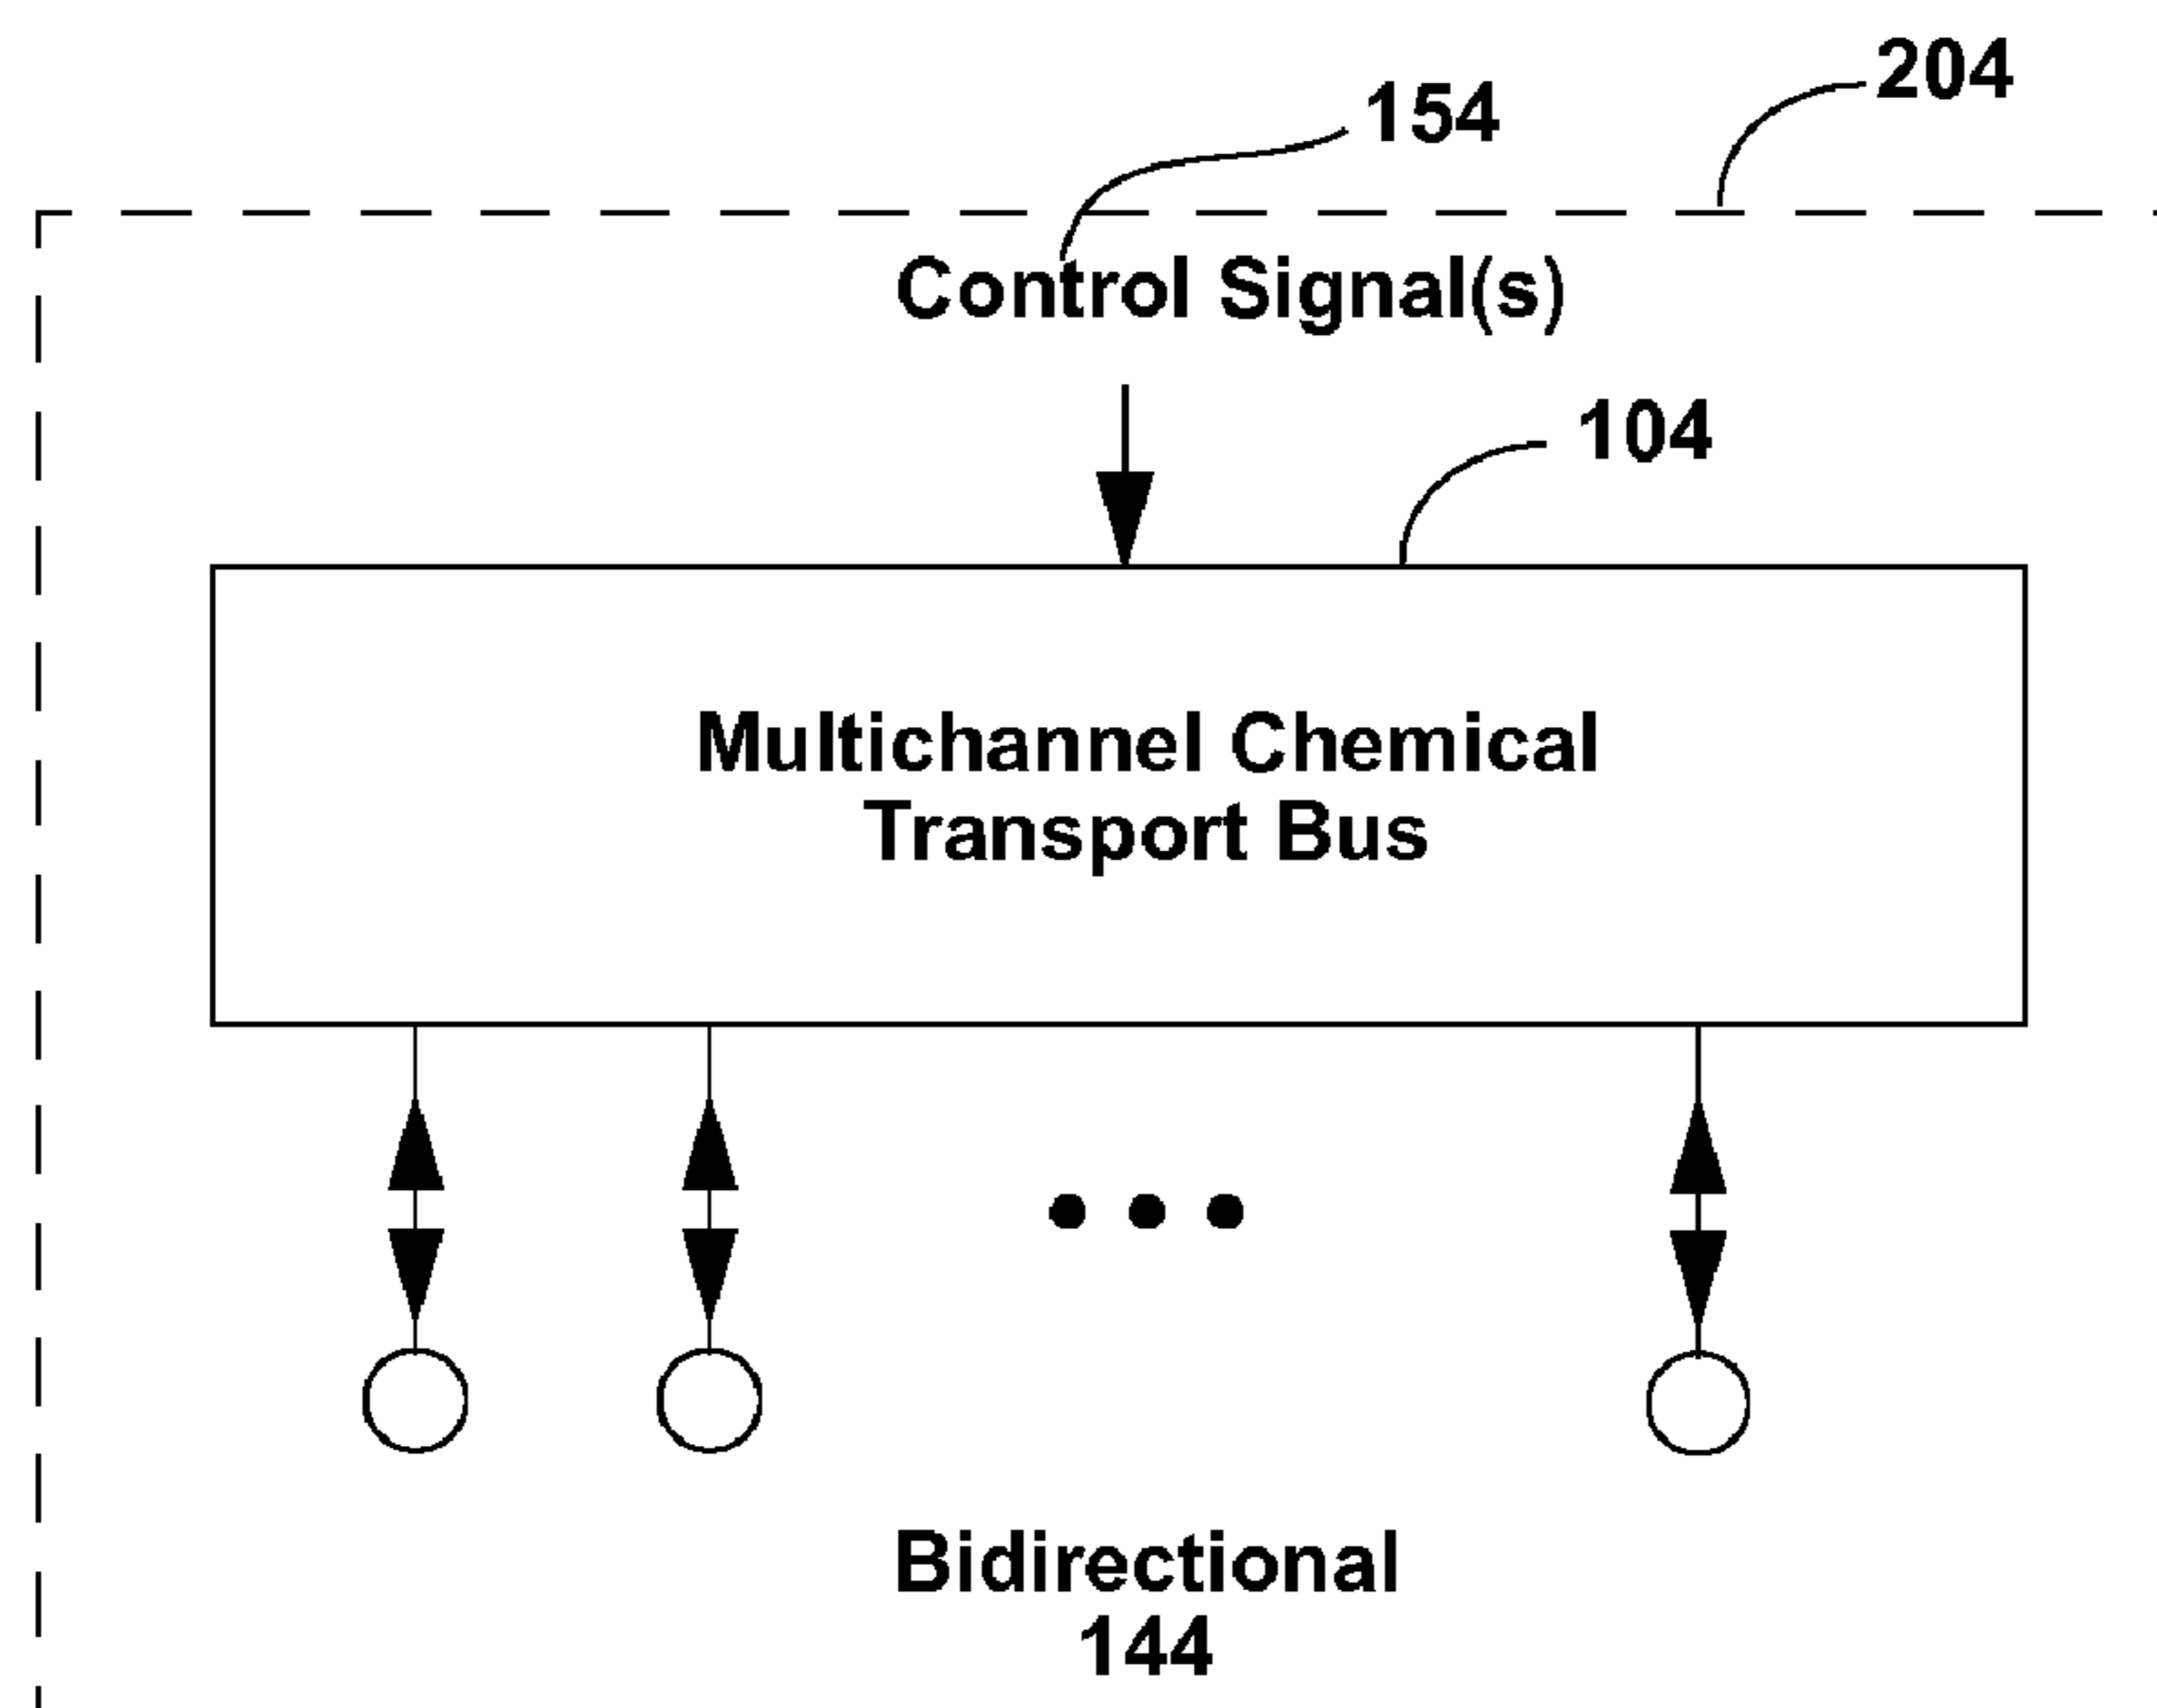 204
154
Control Signal(s)
104
Multichannel Chemical
Transport Bus
Bidirectional
144